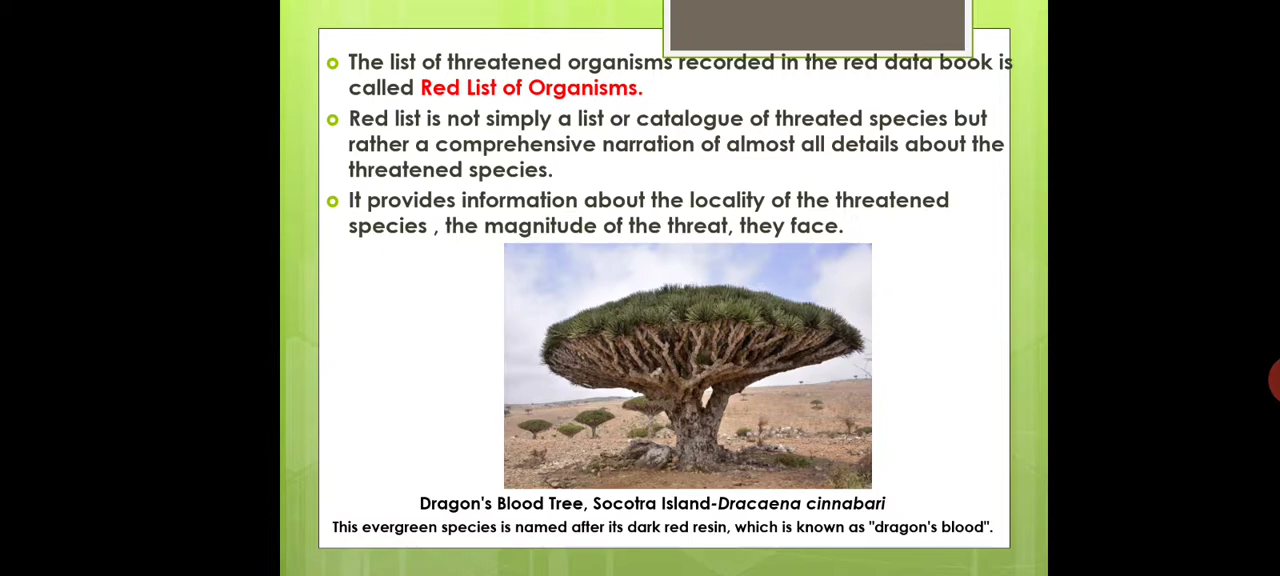 The list of threatened organisms recorded in the red data book is
called Red List of Organisms.
Red list is not simply a list or catalogue of threated species but
rather a comprehensive narration of almost all details about the
threatened species.
It provides information about the locality of the threatened
species , the magnitude of the threat, they face.
Dragon's Blood Tree, Socotra Island-Dracaena cinnabari
This evergreen species is named after its dark red resin, which is known as "dragon's blood".